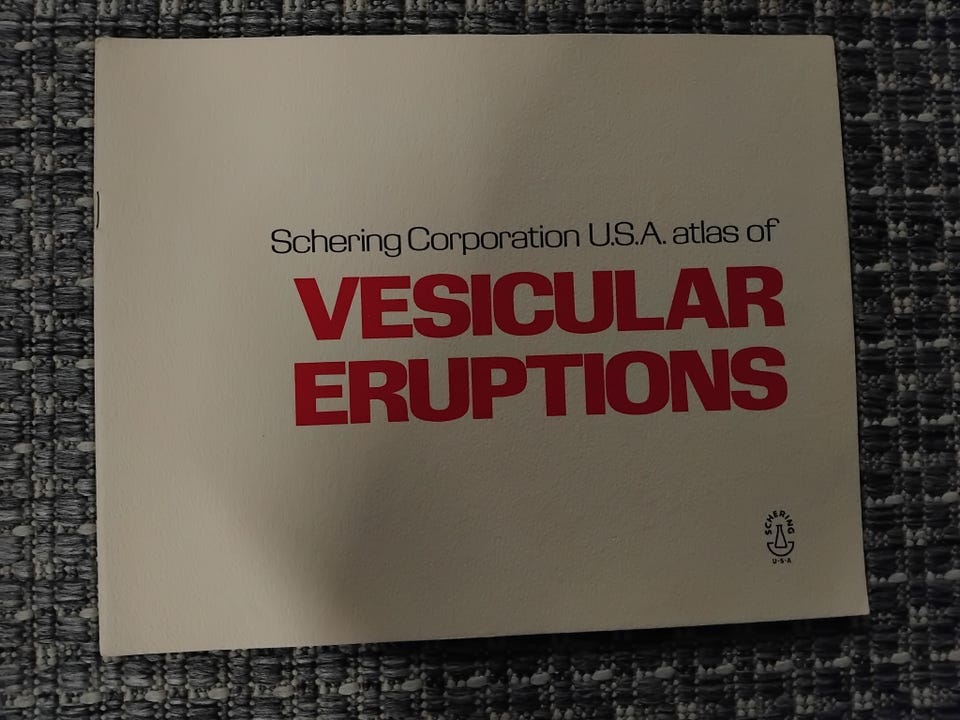 Schering Corporation U.S.A. atlas of
VESICULAR
ERUPTIONS
SCHERING
U·S·A